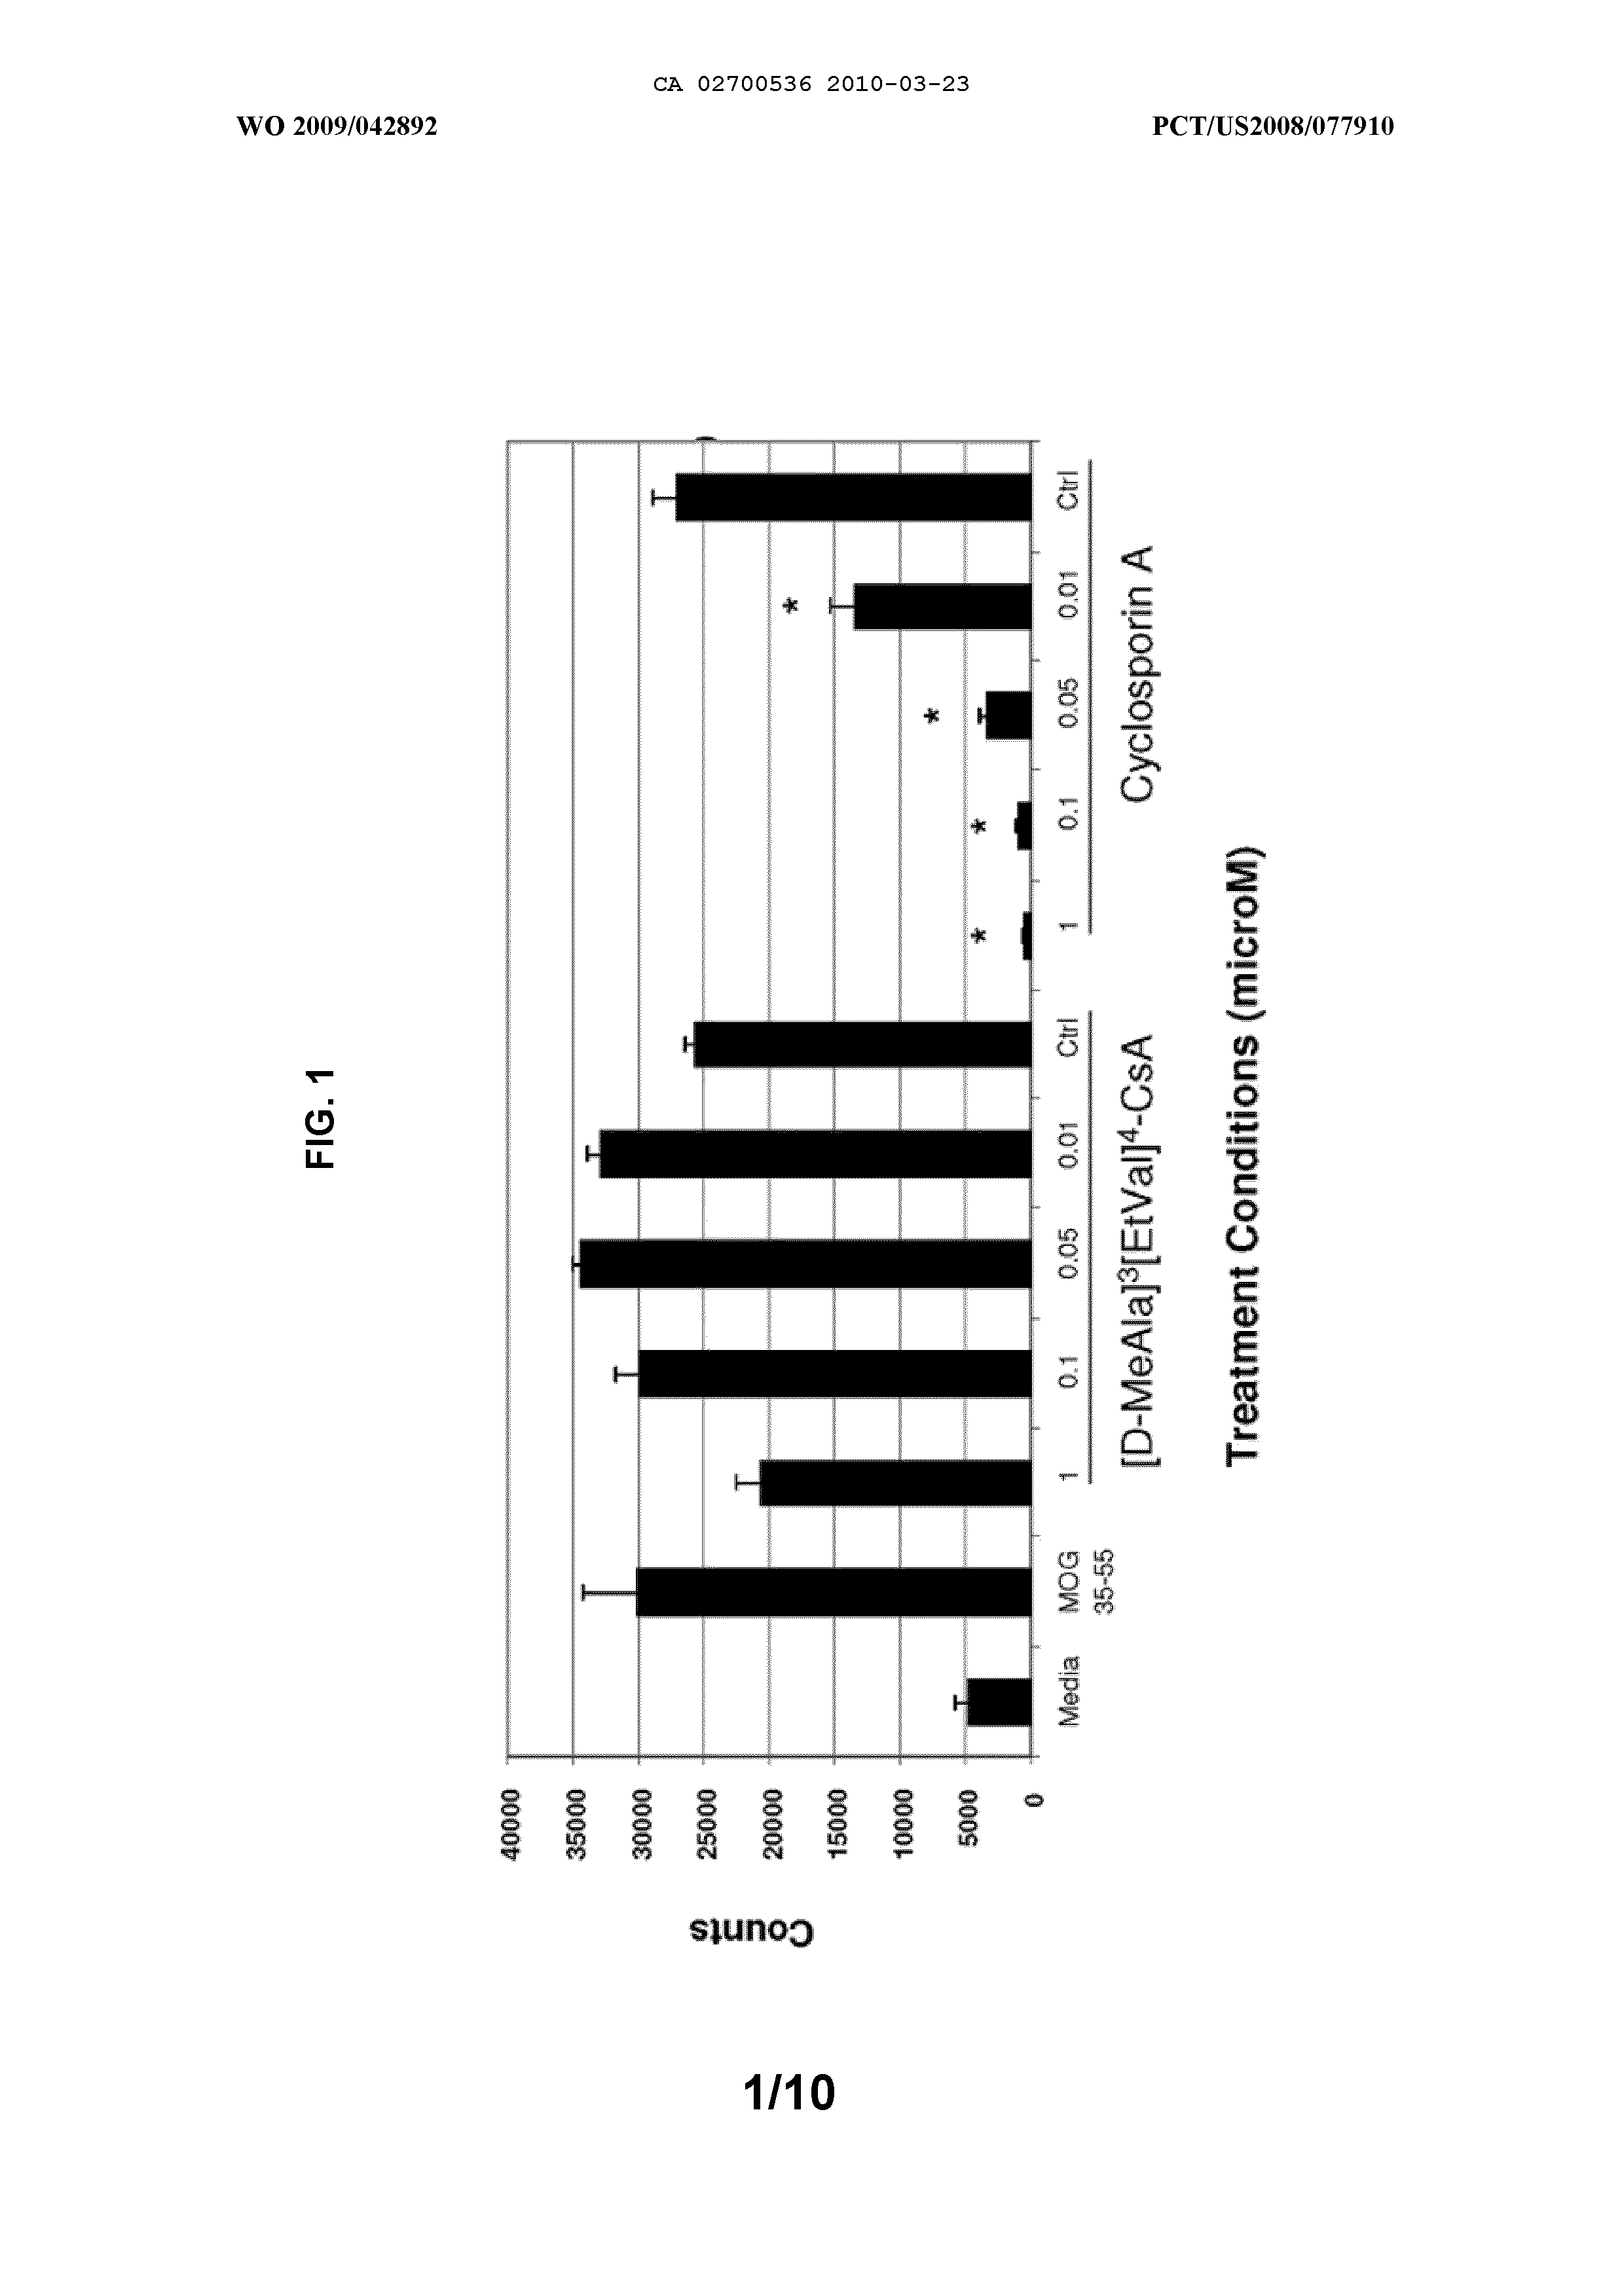 CA 02700536 2010-03-23
WO 2009/042892
PCT/US2008/077910
FIG. 1
Counts
40000
35000
30000
25000
20000
15000
10000
5000
0
Media
MOG
35-55
1
0.1
0.05
0.01
Ctrl
1
0.1
0.05
0.01
Ctrl
*
*
*
*
[D-MeAla]³[EtVal]⁴-CsA
Cyclosporin A
Treatment Conditions (microM)
1/10